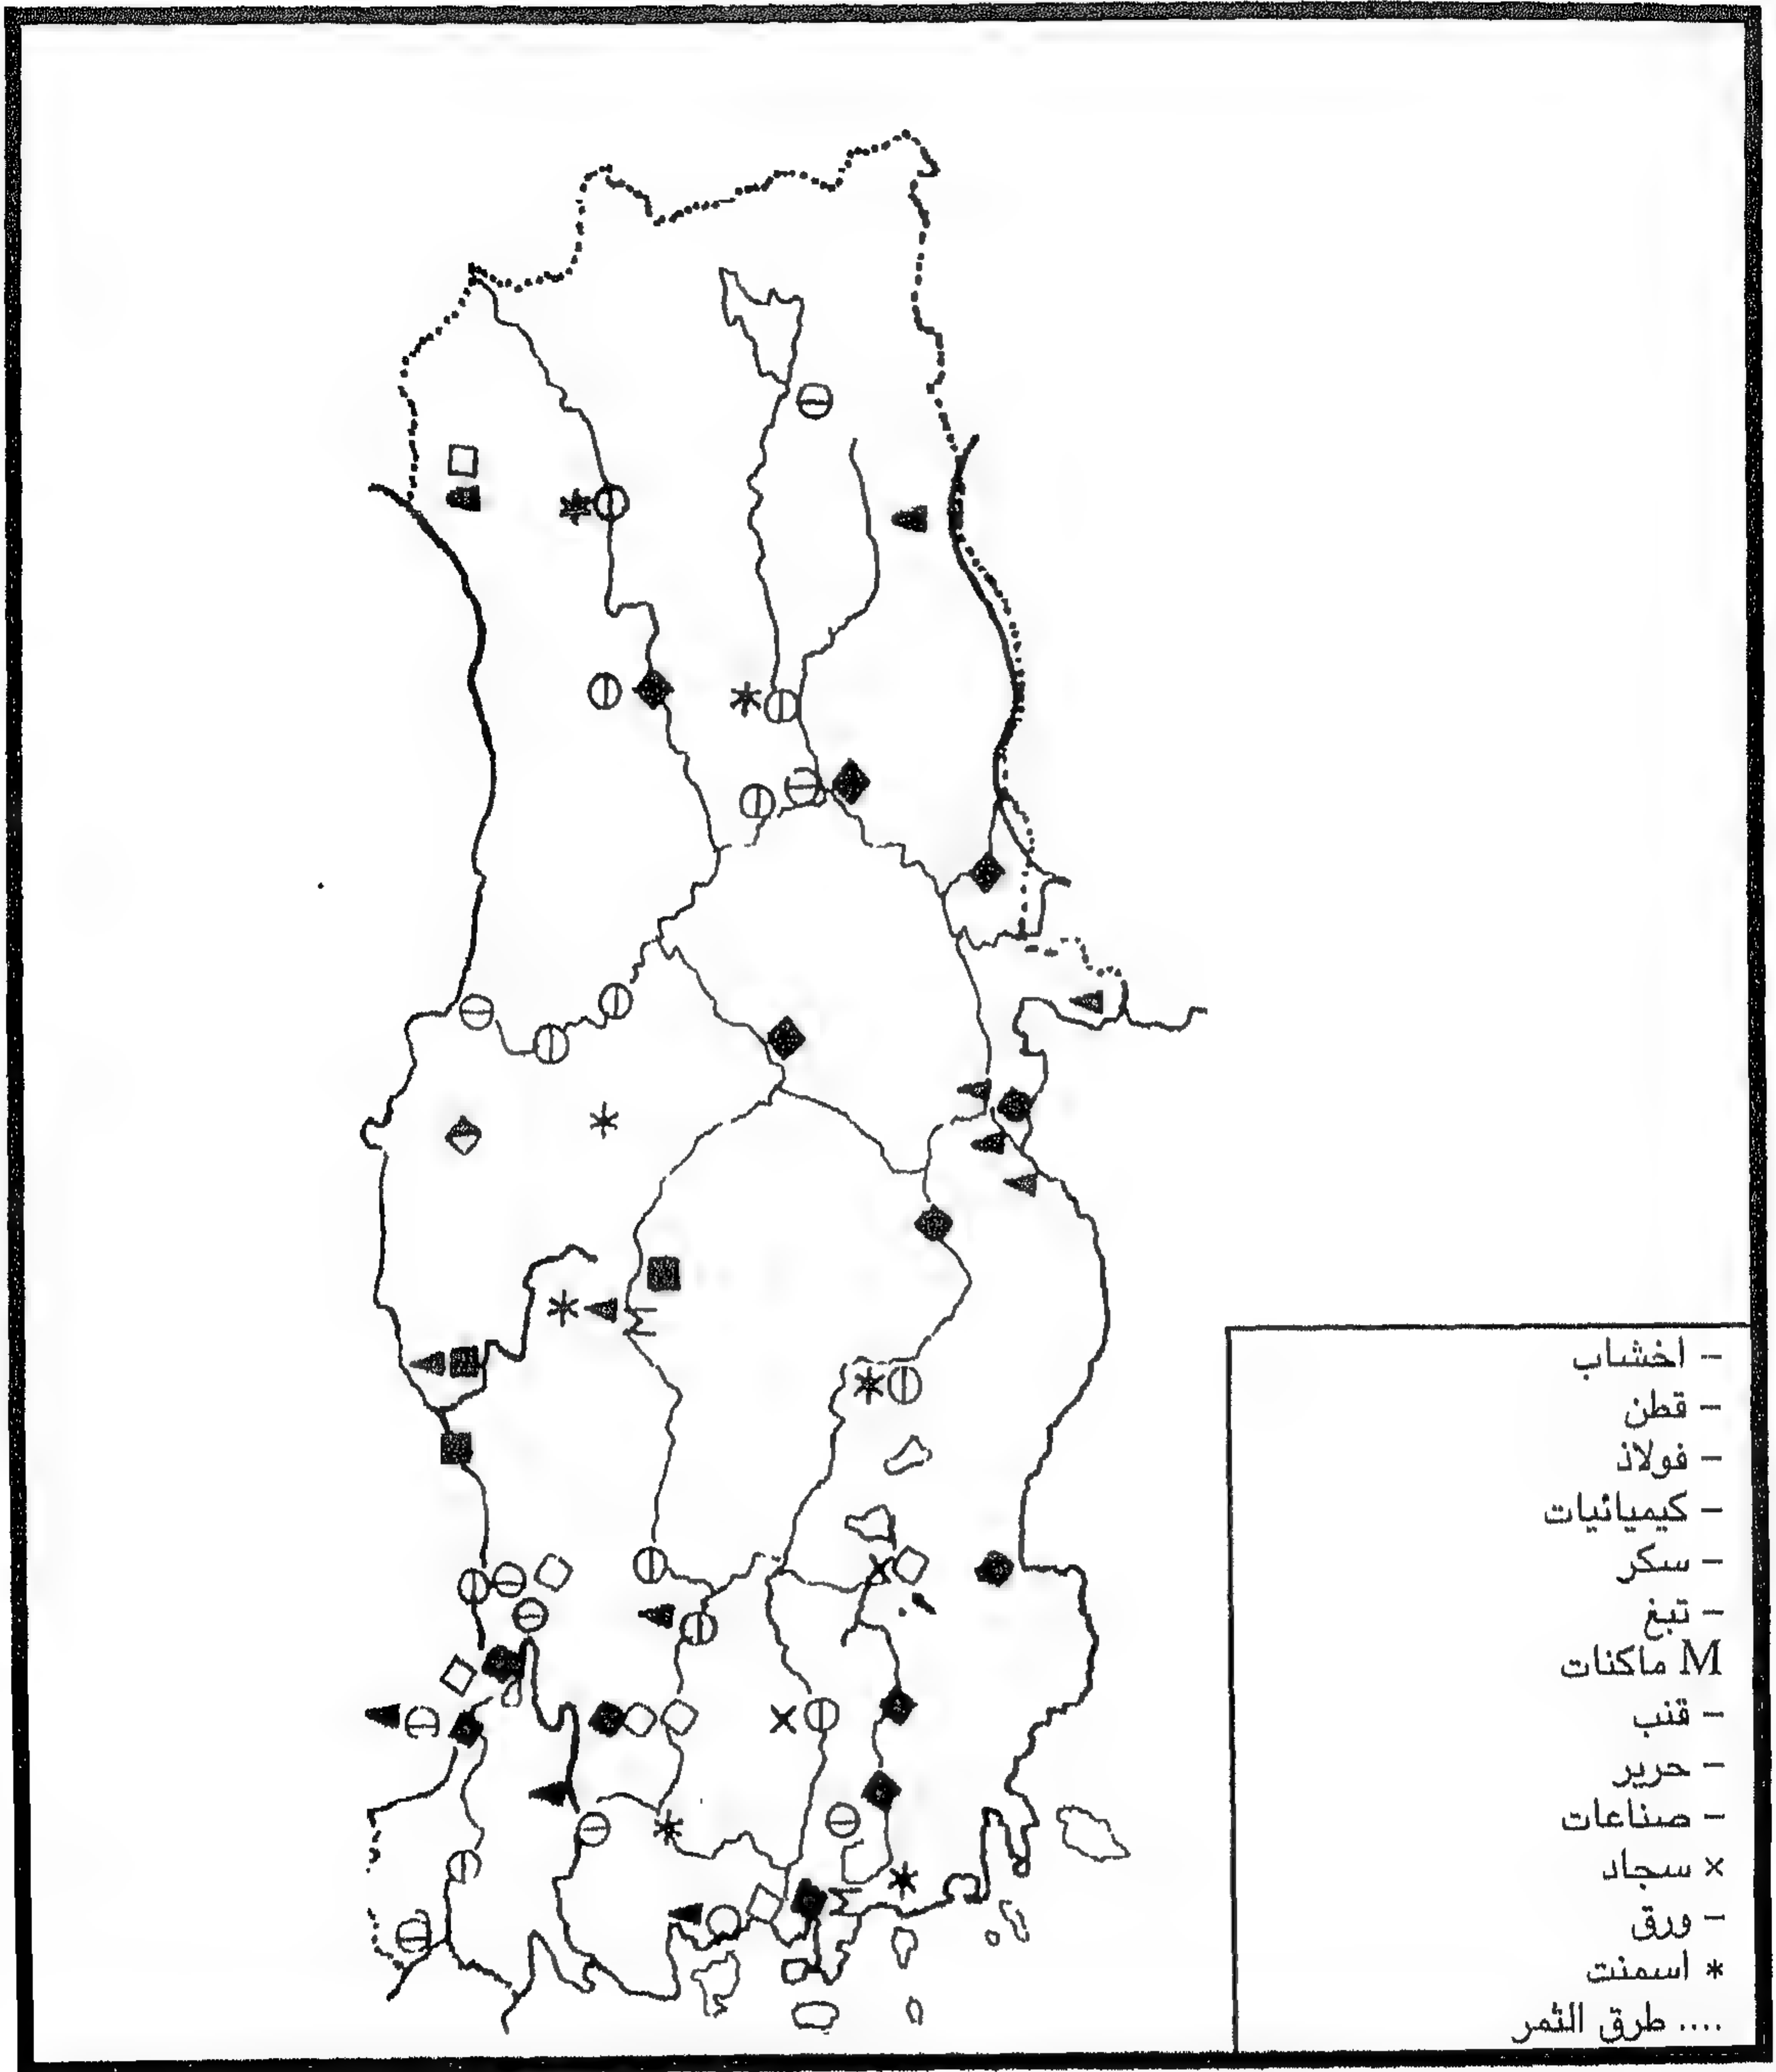 - اخشاب
- قطن
- فولاذ
- كيميائيات
- سكر
- تبغ
M ماكنات
- قنب
- حرير
- صناعات
× سجاد
- ورق
* اسمنت
.... طرق الثمر